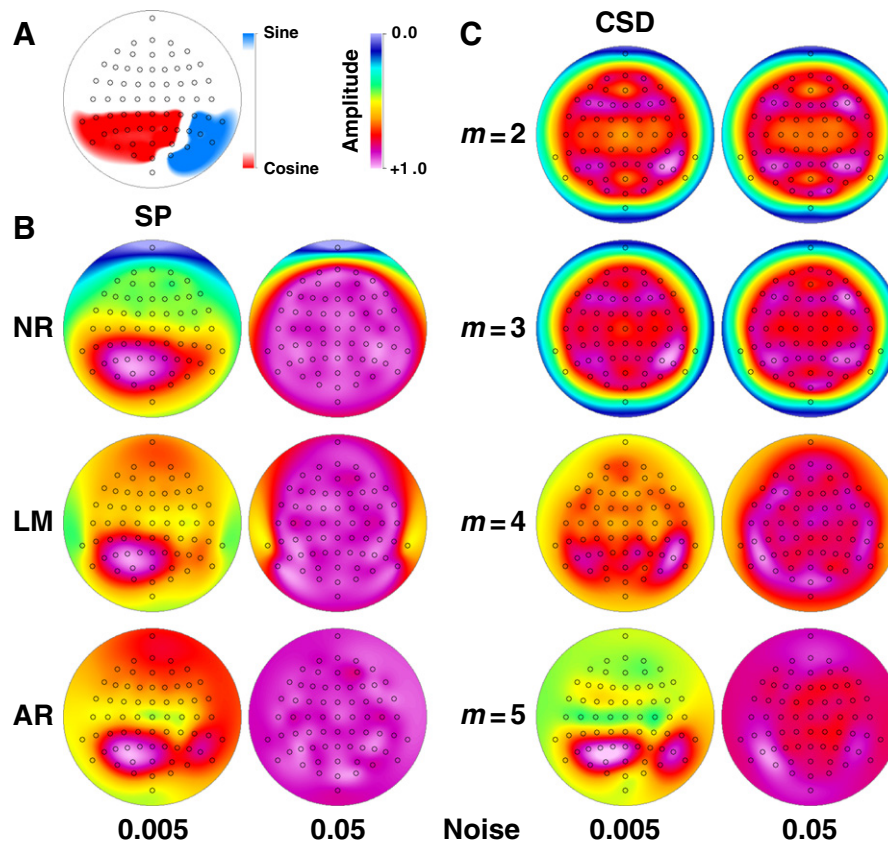 A
Sine
Cosine
Amplitude
0.0
+1.0
C
CSD
m=2
B
SP
NR
m=3
LM
m=4
AR
m=5
0.005
0.05
Noise
0.005
0.05